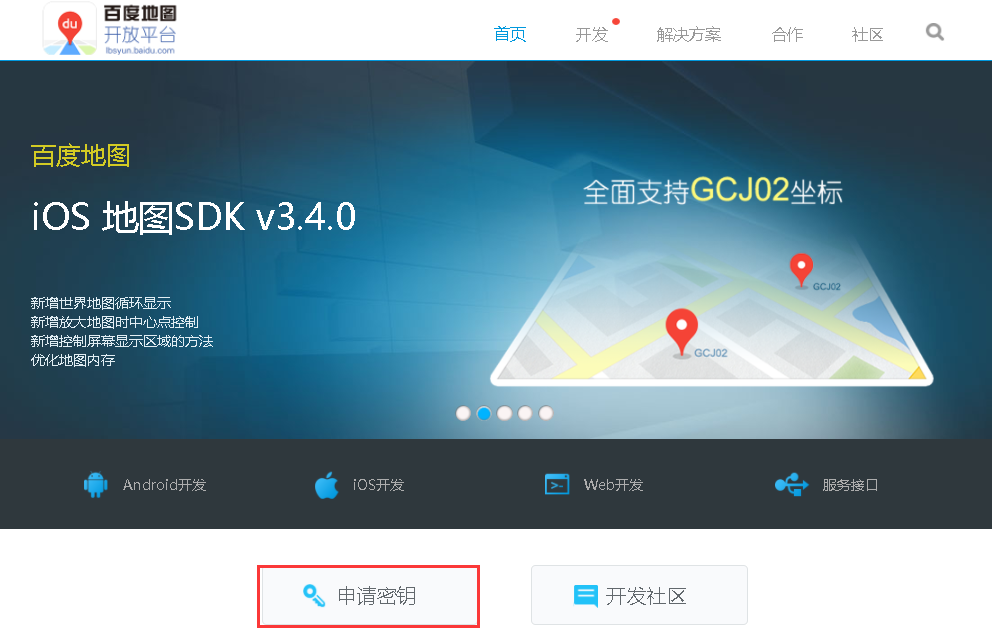 du
百度地图
开放平台
lbsyun.baidu.com
首页
开发
解决方案
合作
社区
百度地图
iOS 地图SDK v3.4.0
新增世界地图循环显示
新增放大地图时中心点控制
新增控制屏幕显示区域的方法
优化地图内存
全面支持GCJ02坐标
GCJ02
GCJ02
Android开发
iOS开发
Web开发
服务接口
申请密钥
开发社区